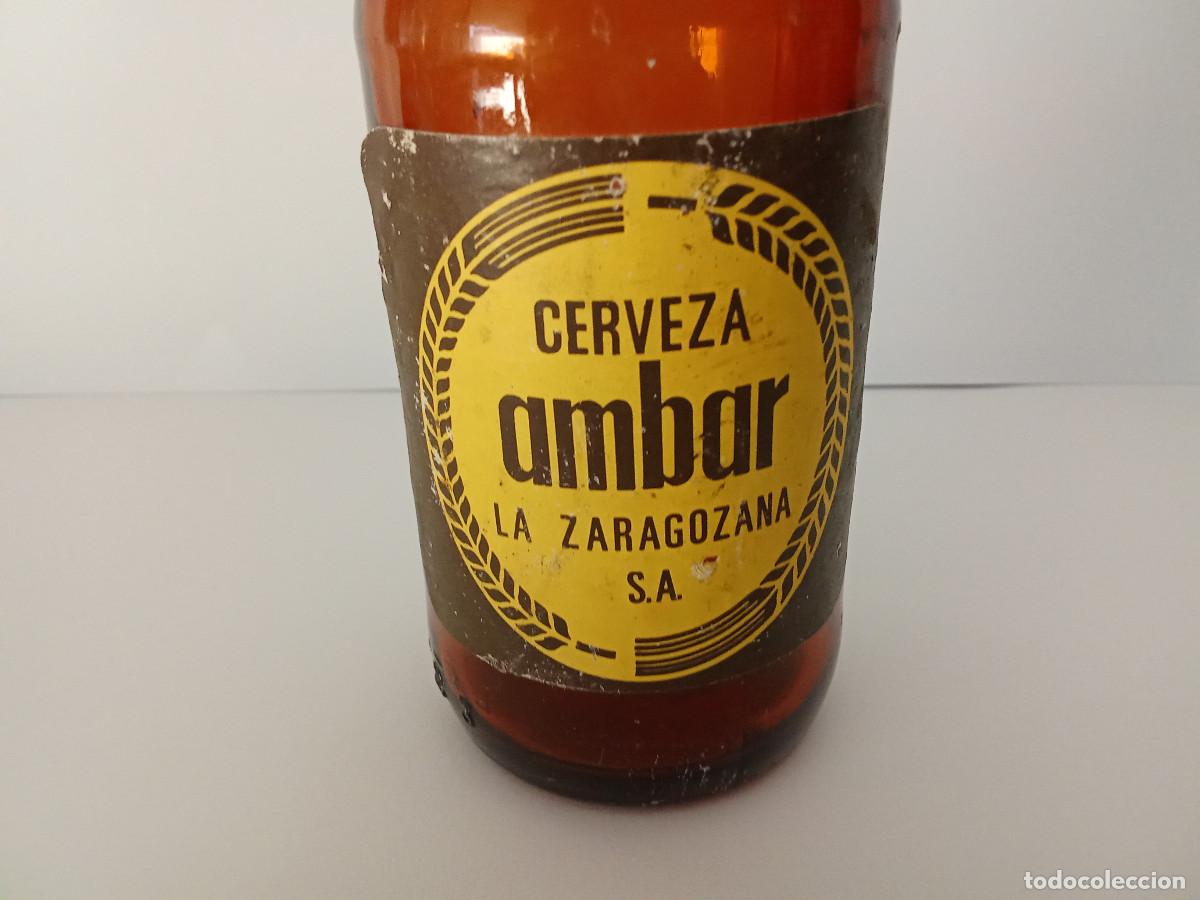 CERVEZA
ambar
LA ZARAGOZANA
S.A.
todocoleccion